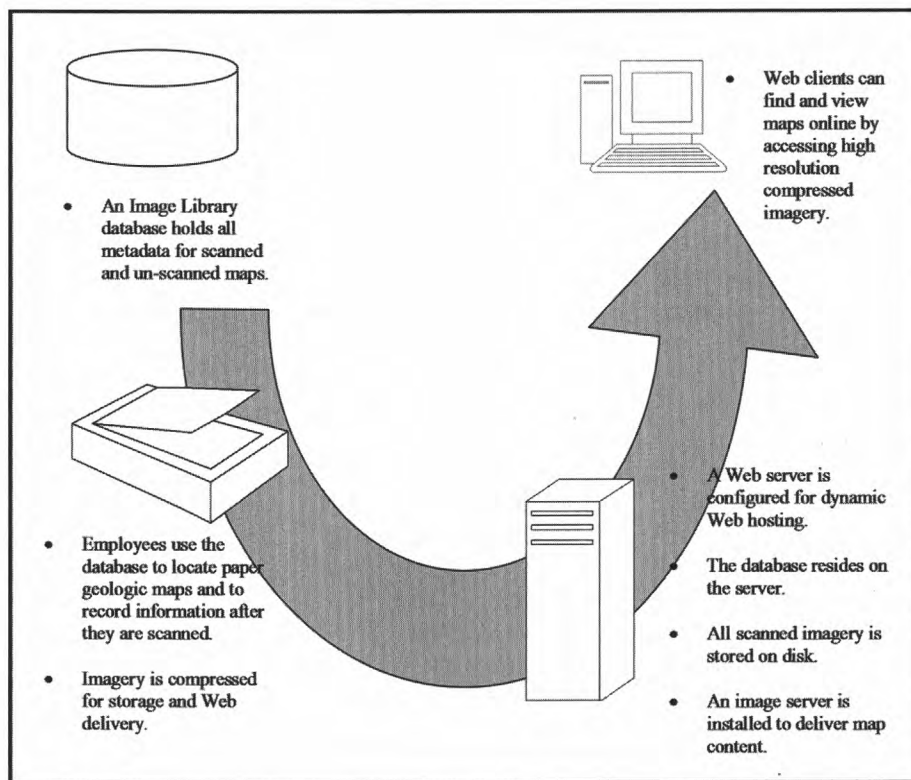 • An Image Library
database holds all
metadata for scanned
and un-scanned maps.
• Employees use the
database to locate paper
geologic maps and to
record information after
they are scanned.
• Imagery is compressed
for storage and Web
delivery.
• A Web server is
configured for dynamic
Web hosting.
• The database resides on
the server.
• All scanned imagery is
stored on disk.
• An image server is
installed to deliver map
content.
• Web clients can
find and view
maps online by
accessing high
resolution
compressed
imagery.